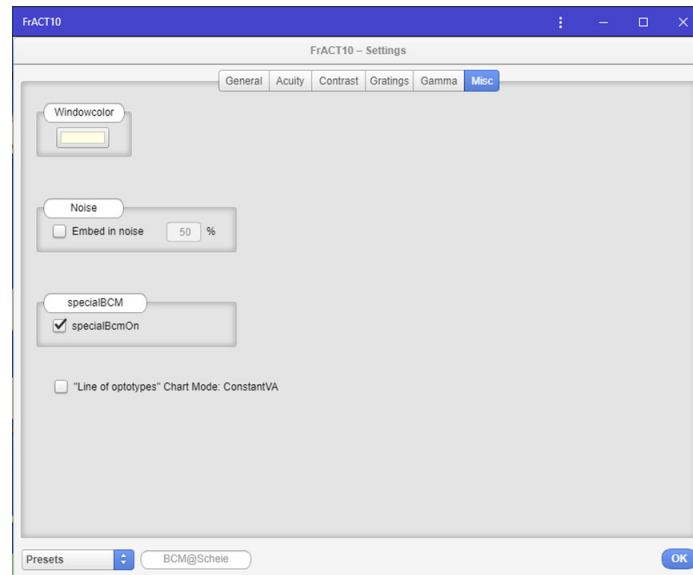 FrACT10
FrACT10 – Settings
General Acuity Contrast Gratings Gamma Misc
Windowcolor
Noise
Embed in noise 50 %
specialBCM
specialBcmOn
"Line of optotypes" Chart Mode: ConstantVA
Presets BCM@Scheie OK